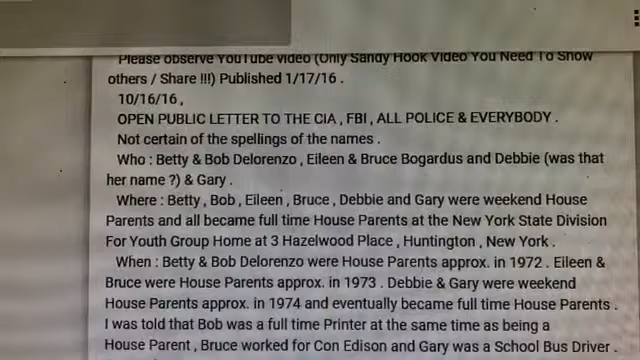 Please observe YouTube video (Only Sandy Hook Video You Need To Show
others / Share !!!) Published 1/17/16 .
10/16/16 ,
OPEN PUBLIC LETTER TO THE CIA , FBI , ALL POLICE & EVERYBODY .
Not certain of the spellings of the names .
Who : Betty & Bob Delorenzo , Eileen & Bruce Bogardus and Debbie (was that
her name ?) & Gary .
Where : Betty , Bob , Eileen , Bruce , Debbie and Gary were weekend House
Parents and all became full time House Parents at the New York State Division
For Youth Group Home at 3 Hazelwood Place , Huntington , New York .
When : Betty & Bob Delorenzo were House Parents approx. in 1972 . Eileen &
Bruce were House Parents approx. in 1973 . Debbie & Gary were weekend
House Parents approx. in 1974 and eventually became full time House Parents .
I was told that Bob was a full time Printer at the same time as being a
House Parent , Bruce worked for Con Edison and Gary was a School Bus Driver .